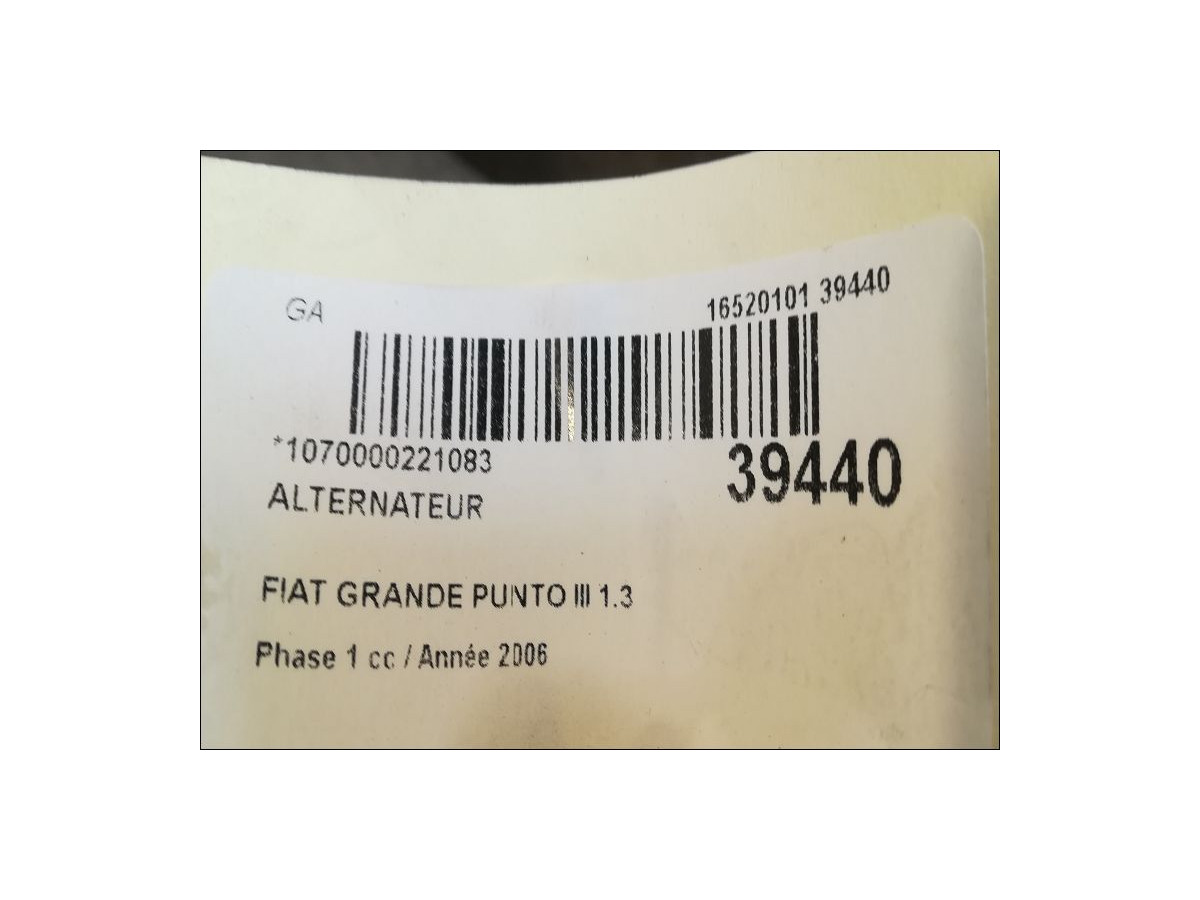 GA
16520101 39440
*1070000221083
39440
ALTERNATEUR
FIAT GRANDE PUNTO III 1.3
Phase 1 cc / Année 2006